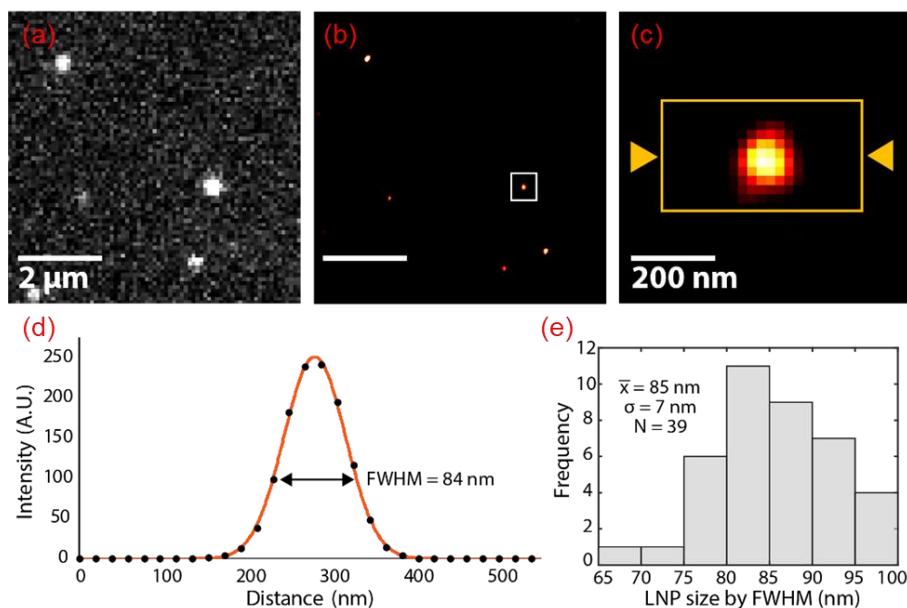 (a)
(b)
(c)
2 μm
200 nm
(d)
250
200
150
100
50
0
Intensity (A.U.)
FWHM = 84 nm
0
100
200
300
400
500
Distance (nm)
(e)
12
10
8
6
4
2
0
Frequency
x̅ = 85 nm
σ = 7 nm
N = 39
65
70
75
80
85
90
95
100
LNP size by FWHM (nm)